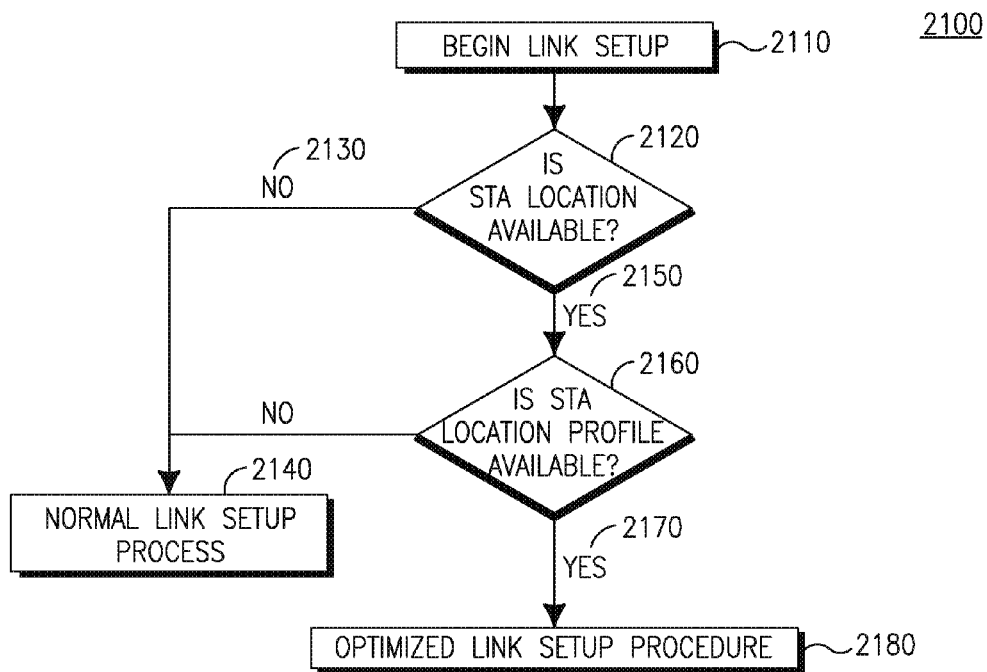 2100
BEGIN LINK SETUP 2110
2120
IS
STA LOCATION
AVAILABLE?
2130
NO
2150
YES
2160
IS STA
LOCATION PROFILE
AVAILABLE?
NO
2140
NORMAL LINK SETUP
PROCESS
2170
YES
OPTIMIZED LINK SETUP PROCEDURE 2180